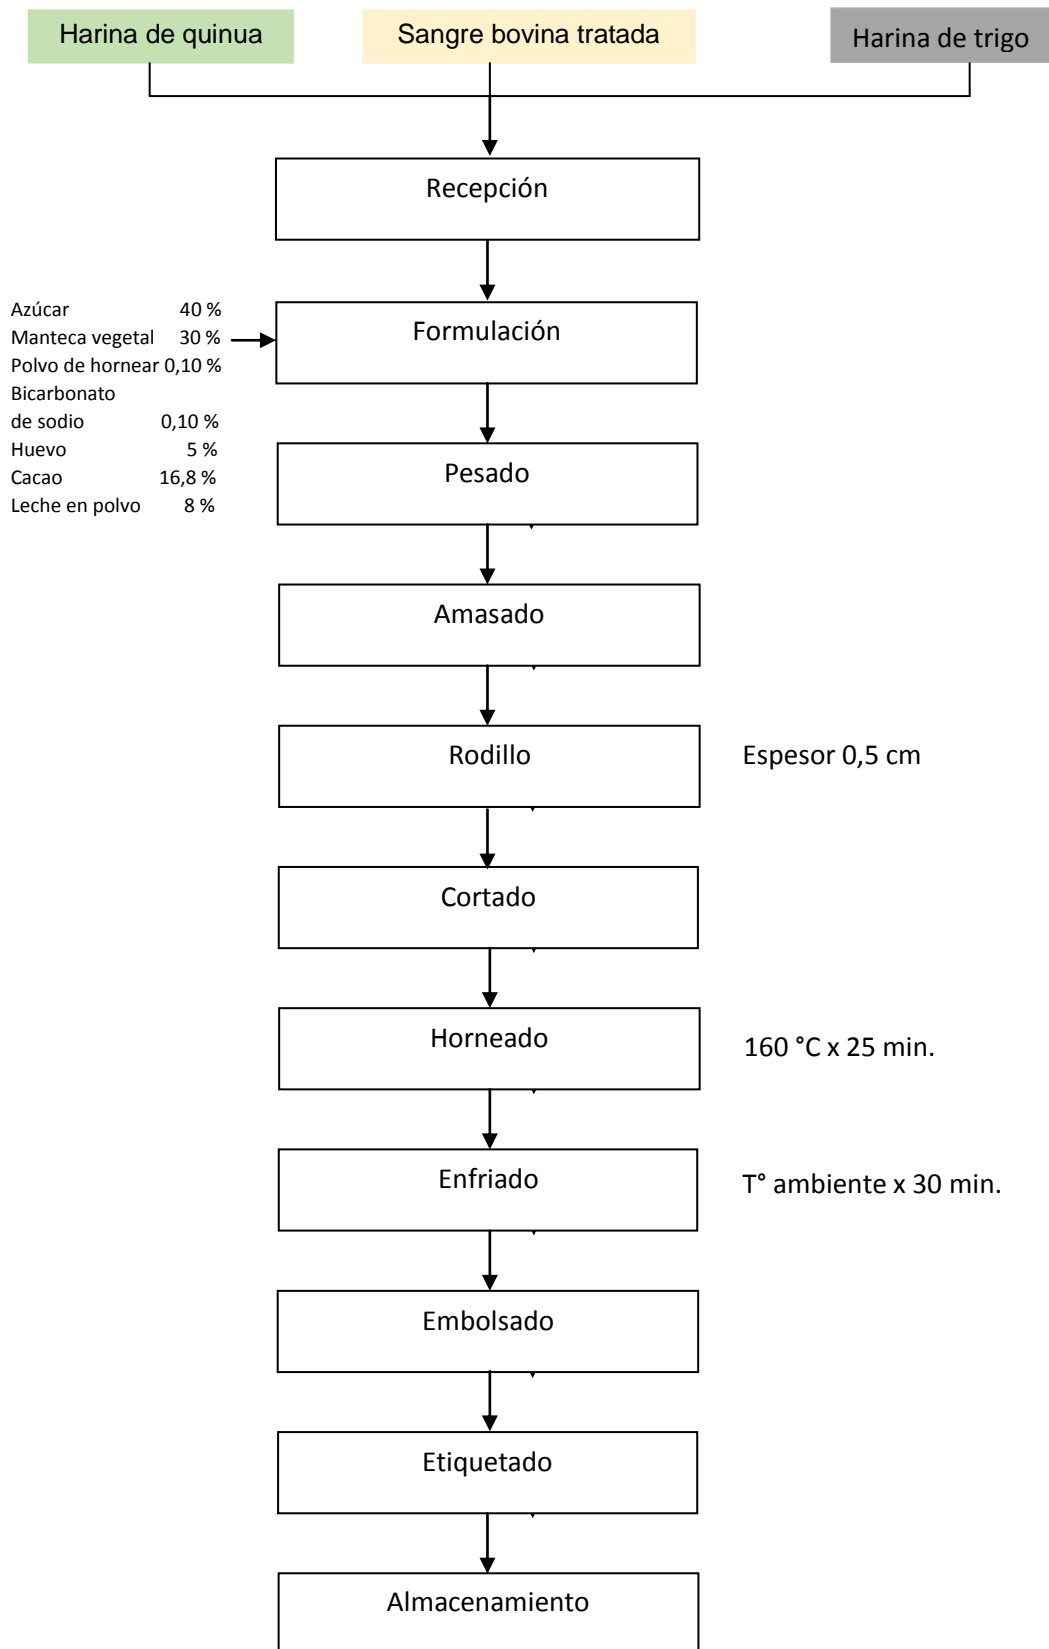 Harina de quinua
Sangre bovina tratada
Harina de trigo
Recepción
Azúcar 40 %
Manteca vegetal 30 %
Polvo de hornear 0,10 %
Bicarbonato
de sodio 0,10 %
Huevo 5 %
Cacao 16,8 %
Leche en polvo 8 %
Formulación
Pesado
Amasado
Rodillo
Espesor 0,5 cm
Cortado
Horneado
160 °C x 25 min.
Enfriado
T° ambiente x 30 min.
Embolsado
Etiquetado
Almacenamiento